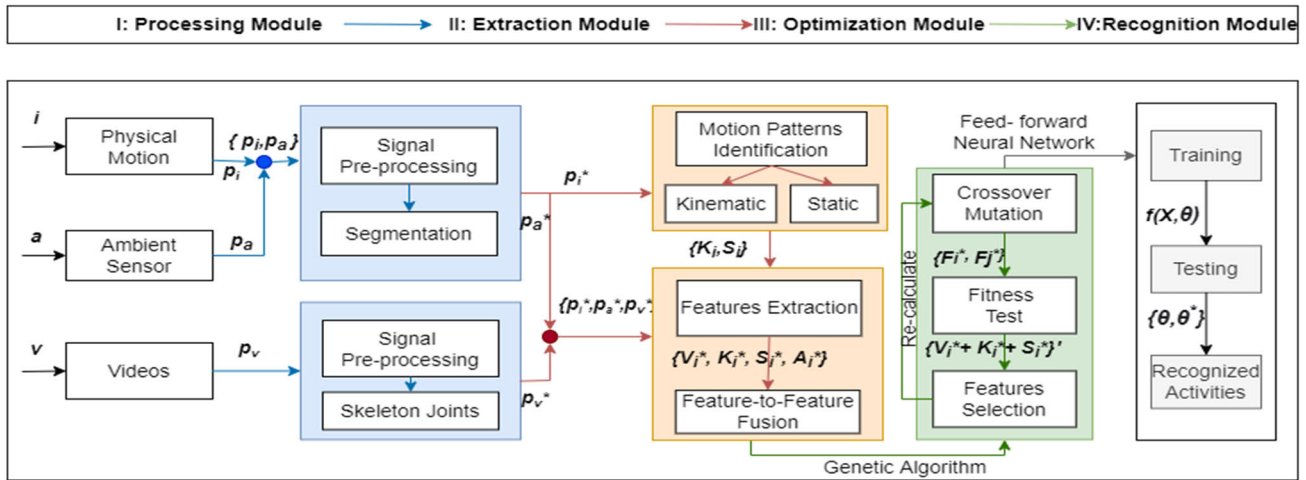 I: Processing Module
II: Extraction Module
III: Optimization Module
IV:Recognition Module
i
Physical
Motion
{ pi,pa }
pi
a
Ambient
Sensor
pa
v
Videos
pv
Signal
Pre-processing
Segmentation
Signal
Pre-processing
Skeleton Joints
pi*
pa*
{pi*,pa*,pv*
pv*
Motion Patterns
Identification
Kinematic
Static
{Ki,Si}
Features Extraction
{Vi*, Ki*, Si*, Ai*}
Feature-to-Feature
Fusion
Genetic Algorithm
Re-calculate
Crossover
Mutation
{Fi*, Fj*}
Fitness
Test
{Vi*+ Ki*+ Si*}'
Features
Selection
Feed- forward
Neural Network
Training
f(X,θ)
Testing
{θ,θ*}
Recognized
Activities